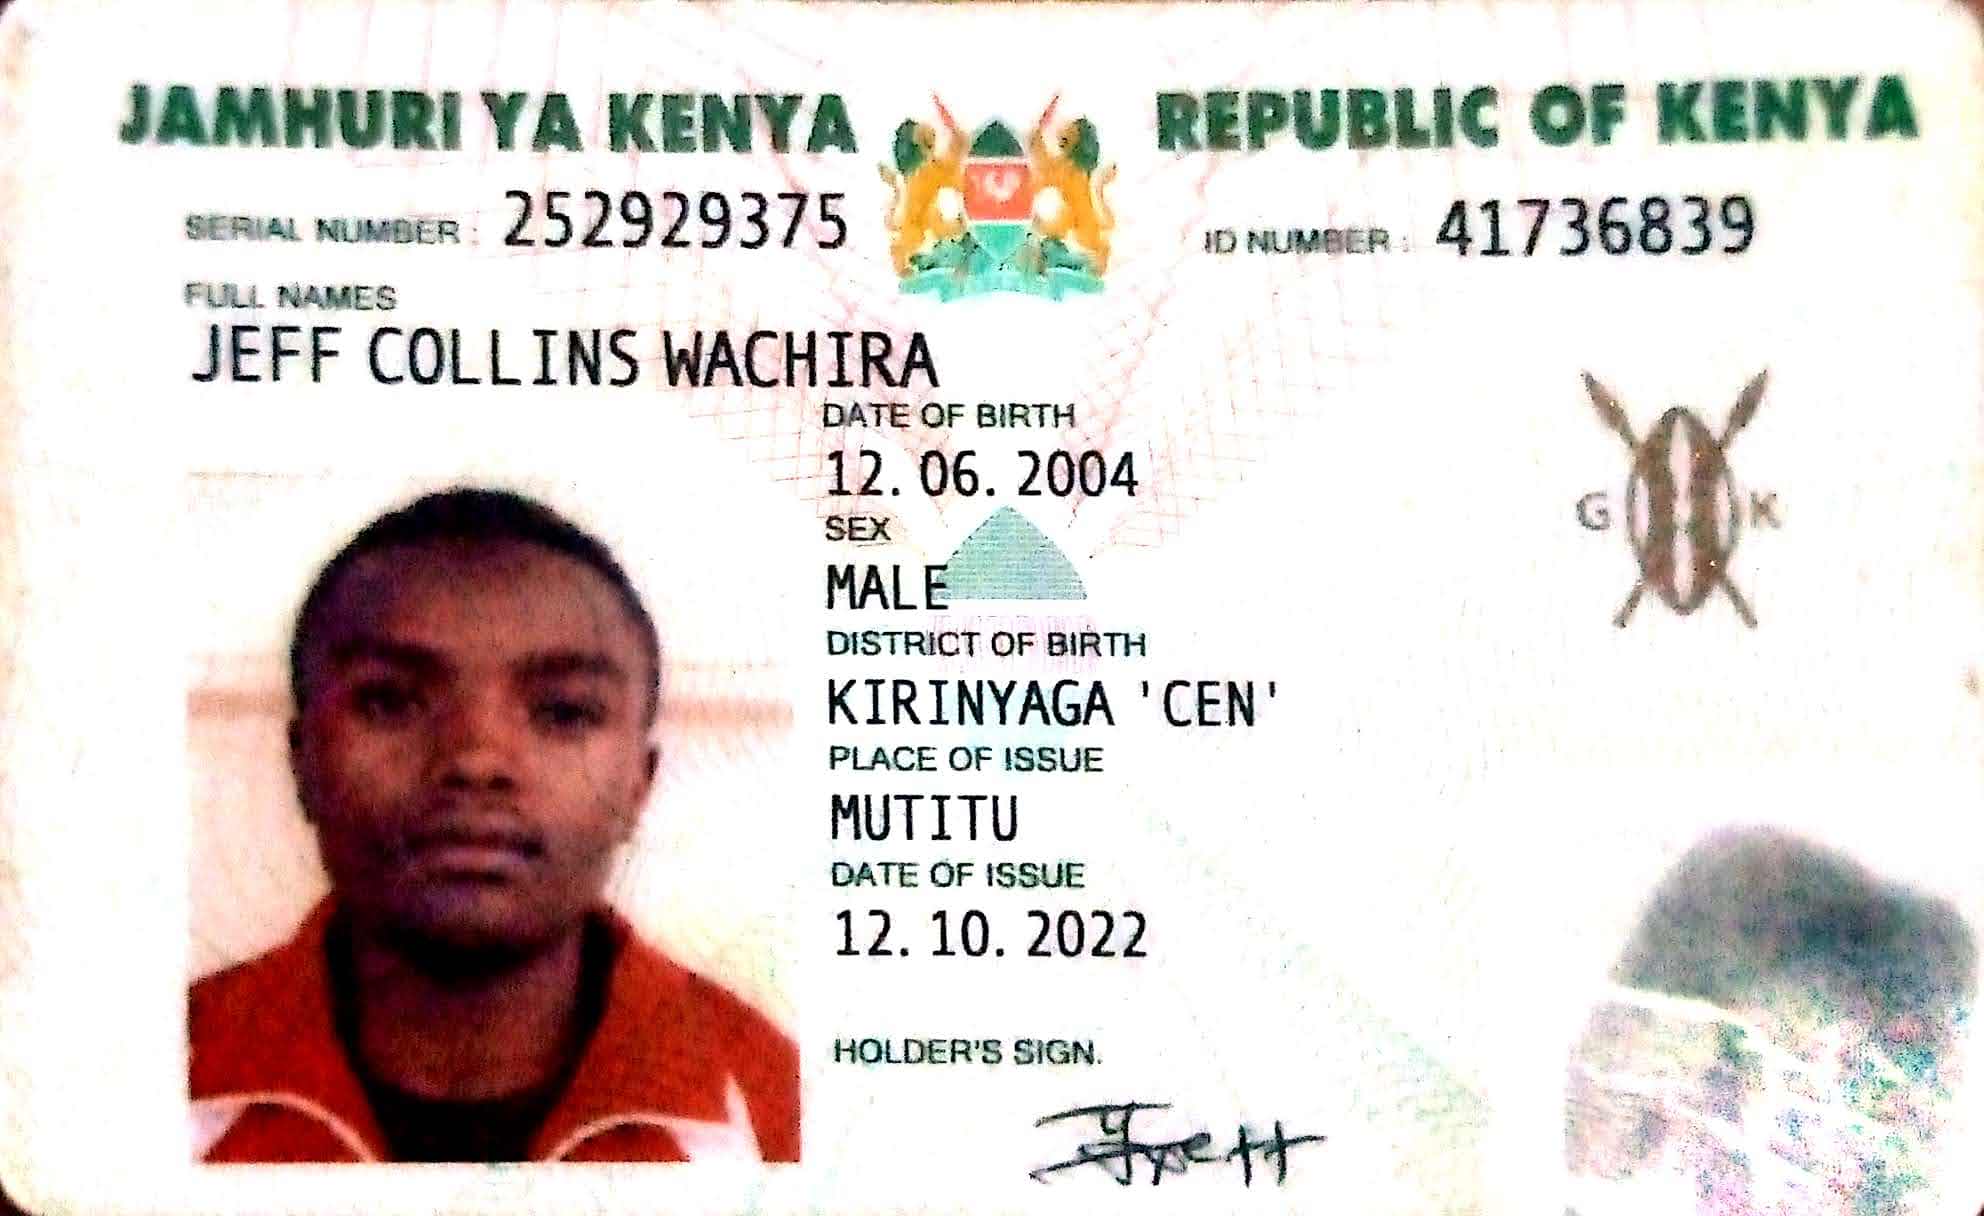 JAMHURI YA KENYA REPUBLIC OF KENYA
SERIAL NUMBER : 252929375 ID NUMBER : 41736839
FULL NAMES
JEFF COLLINS WACHIRA
DATE OF BIRTH
12. 06. 2004
SEX
MALE
G K
DISTRICT OF BIRTH
KIRINYAGA 'CEN'
PLACE OF ISSUE
MUTITU
DATE OF ISSUE
12. 10. 2022
HOLDER'S SIGN.